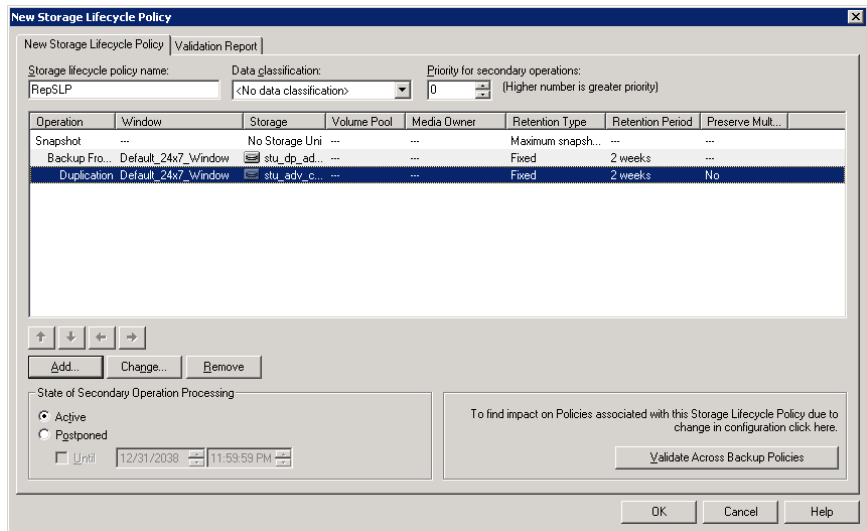 New Storage Lifecycle Policy
New Storage Lifecycle Policy Validation Report
Storage lifecycle policy name: Data classification: Priority for secondary operations:
RepSLP <No data classification> 0 (Higher number is greater priority)
Operation Window Storage Volume Pool Media Owner Retention Type Retention Period Preserve Mult...
Snapshot --- No Storage Uni --- --- Maximum snapsh... --- ---
Backup Fro... Default_24x7_Window stu_dp_ad... --- --- Fixed 2 weeks ---
Duplication Default_24x7_Window stu_adv_c... --- --- Fixed 2 weeks No
Add... Change... Remove
State of Secondary Operation Processing
Active
Postponed
Until 12/31/2038 11:59:59 PM
To find impact on Policies associated with this Storage Lifecycle Policy due to
change in configuration click here.
Validate Across Backup Policies
OK Cancel Help